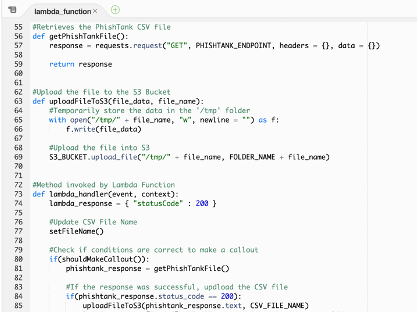 lambda_function ×
55 #Retrieves the PhishTank CSV file
56 def getPhishTankFile():
57 response = requests.request("GET", PHISHTANK_ENDPOINT, headers = {}, data = {})
58
59 return response
60
61
62 #Upload the file to the S3 Bucket
63 def uploadFileToS3(file_data, file_name):
64 #Temporarily store the data in the '/tmp' folder
65 with open("/tmp/" + file_name, "w", newline = "") as f:
66 f.write(file_data)
67
68 #Upload the file into S3
69 S3_BUCKET.upload_file("/tmp/" + file_name, FOLDER_NAME + file_name)
70
71
72 #Method invoked by Lambda Function
73 def lambda_handler(event, context):
74 lambda_response = { "statusCode" : 200 }
75
76 #Update CSV File Name
77 setFileName()
78
79 #Check if conditions are correct to make a callout
80 if(shouldMakeCallout()):
81 phishtank_response = getPhishTankFile()
82
83 #If the response was successful, updload the CSV file
84 if(phishtank_response.status_code == 200):
85 uploadFileToS3(phishtank_response.text, CSV_FILE_NAME)